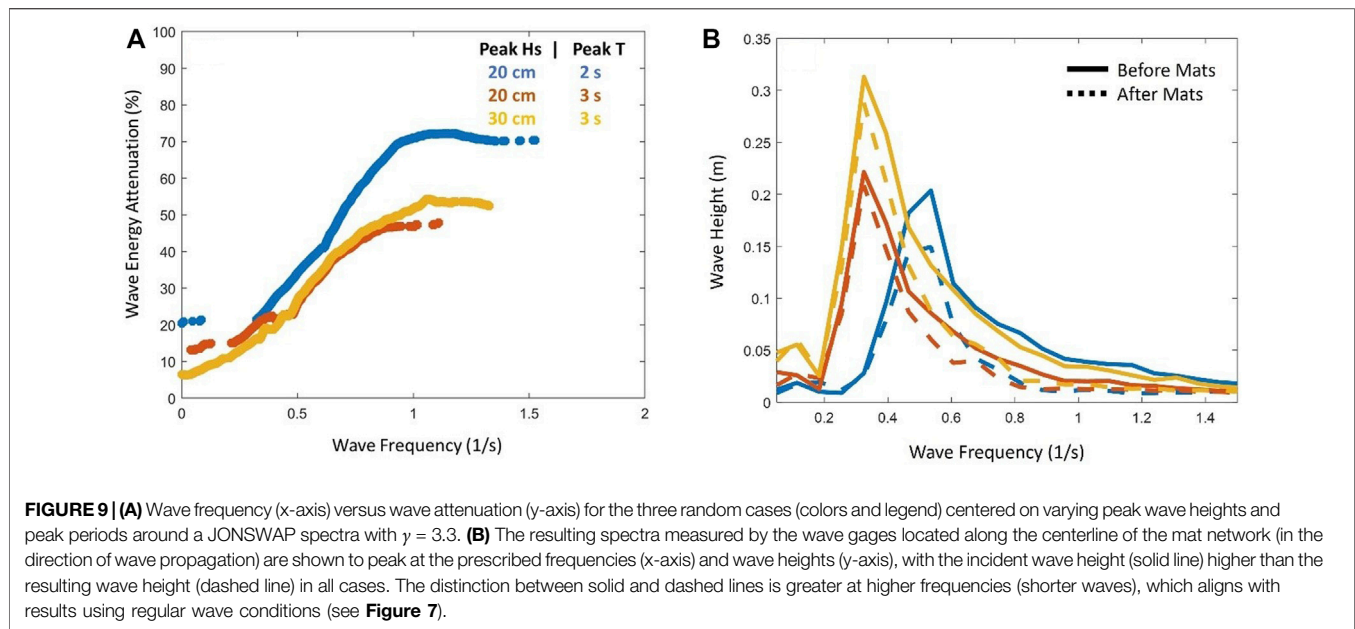 A
Wave Energy Attenuation (%)
100
90
80
70
60
50
40
30
20
10
0
0
0.5
1
1.5
2
Wave Frequency (1/s)
Peak Hs | Peak T
20 cm 2 s
20 cm 3 s
30 cm 3 s
B
Wave Height (m)
0.35
0.3
0.25
0.2
0.15
0.1
0.05
0
0.2
0.4
0.6
0.8
1
1.2
1.4
Wave Frequency (1/s)
Before Mats
After Mats
FIGURE 9 | (A) Wave frequency (x-axis) versus wave attenuation (y-axis) for the three random cases (colors and legend) centered on varying peak wave heights and
peak periods around a JONSWAP spectra with γ = 3.3. (B) The resulting spectra measured by the wave gages located along the centerline of the mat network (in the
direction of wave propagation) are shown to peak at the prescribed frequencies (x-axis) and wave heights (y-axis), with the incident wave height (solid line) higher than the
resulting wave height (dashed line) in all cases. The distinction between solid and dashed lines is greater at higher frequencies (shorter waves), which aligns with
results using regular wave conditions (see Figure 7).